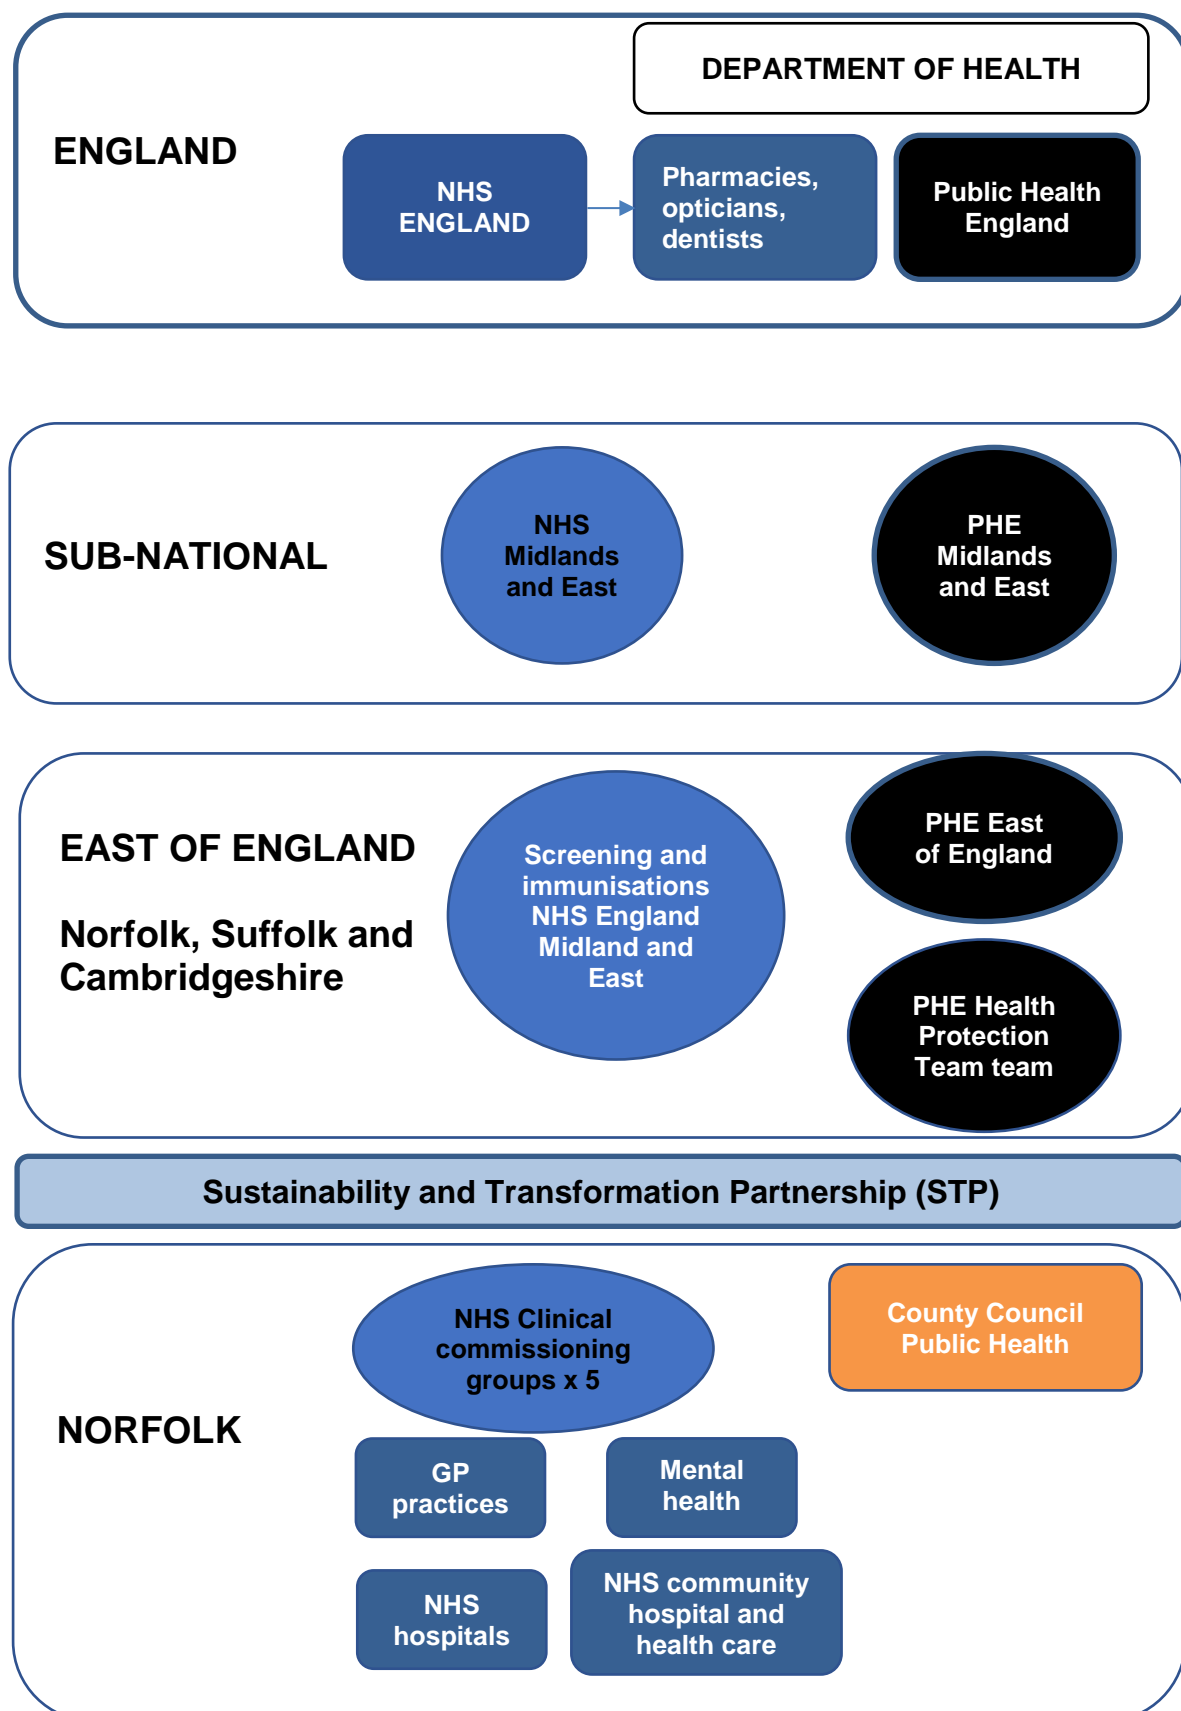 DEPARTMENT OF HEALTH
ENGLAND
NHS
ENGLAND
Pharmacies,
opticians,
dentists
Public Health
England
SUB-NATIONAL
NHS
Midlands
and East
PHE
Midlands
and East
EAST OF ENGLAND
Norfolk, Suffolk and
Cambridgeshire
Screening and
immunisations
NHS England
Midland and
East
PHE East
of England
PHE Health
Protection
Team team
Sustainability and Transformation Partnership (STP)
NORFOLK
NHS Clinical
commissioning
groups x 5
County Council
Public Health
GP
practices
Mental
health
NHS
hospitals
NHS community
hospital and
health care